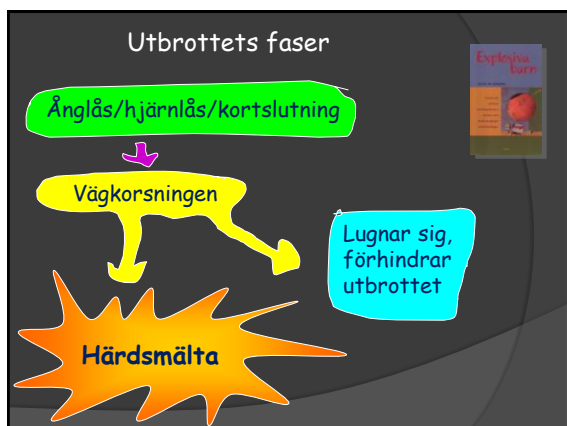 Utbrottets faser
Explosiva
barn
Ånglås/hjärnlås/kortslutning
Vägkorsningen
Lugnar sig,
förhindrar
utbrottet
Härdsmälta